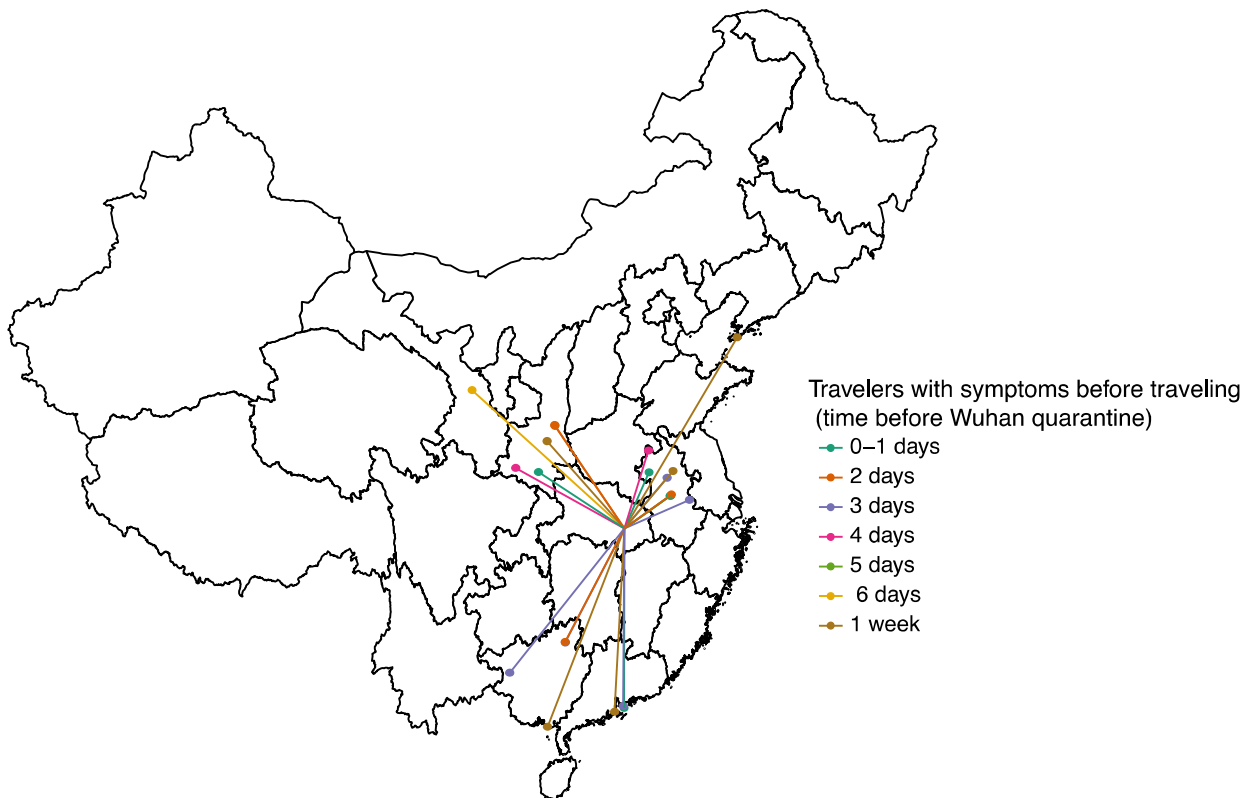 Travelers with symptoms before traveling
(time before Wuhan quarantine)
0–1 days
2 days
3 days
4 days
5 days
6 days
1 week